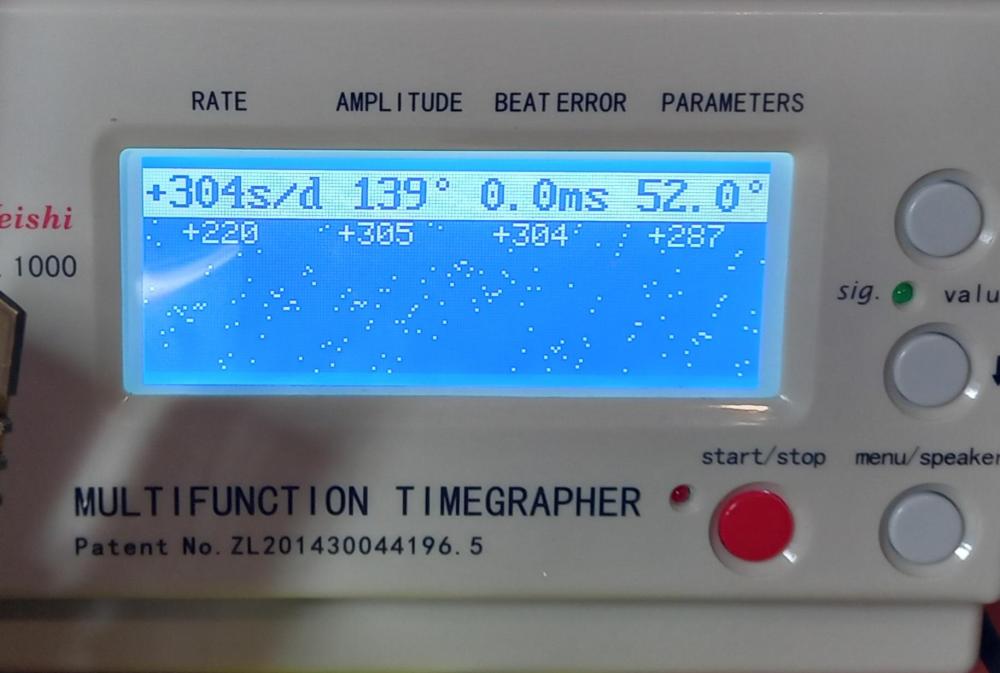 RATE AMPLITUDE BEAT ERROR PARAMETERS
+304s/d 139° 0.0ms 52.0°
+220 +305 +304 +287
eishi
1000
sig. valu
start/stop menu/speaker
MULTIFUNCTION TIMEGRAPHER
Patent No. ZL201430044196.5